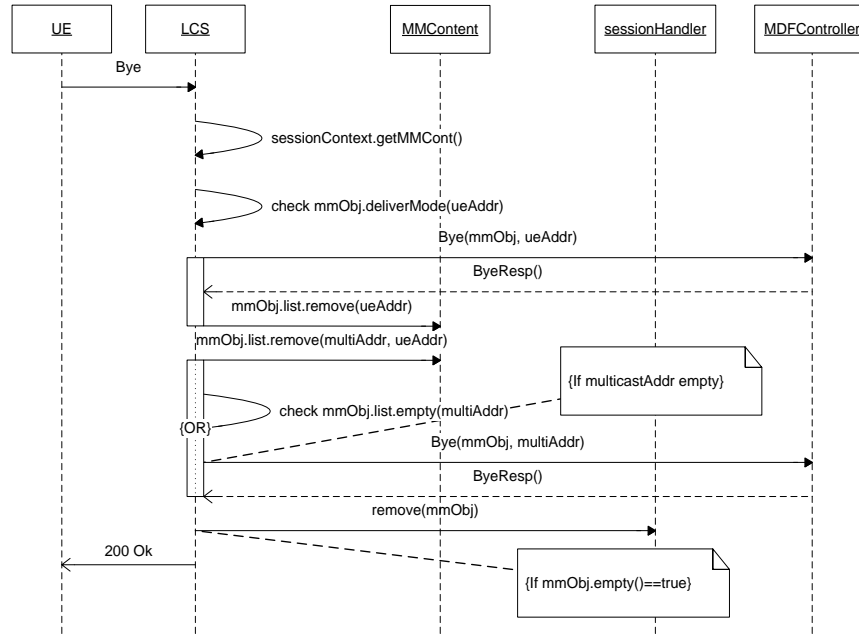 UE
LCS
MMContent
sessionHandler
MDFController
Bye
sessionContext.getMMCont()
check mmObj.deliverMode(ueAddr)
Bye(mmObj, ueAddr)
ByeResp()
mmObj.list.remove(ueAddr)
mmObj.list.remove(multiAddr, ueAddr)
{If multicastAddr empty}
check mmObj.list.empty(multiAddr)
{OR}
Bye(mmObj, multiAddr)
ByeResp()
remove(mmObj)
200 Ok
{If mmObj.empty()==true}